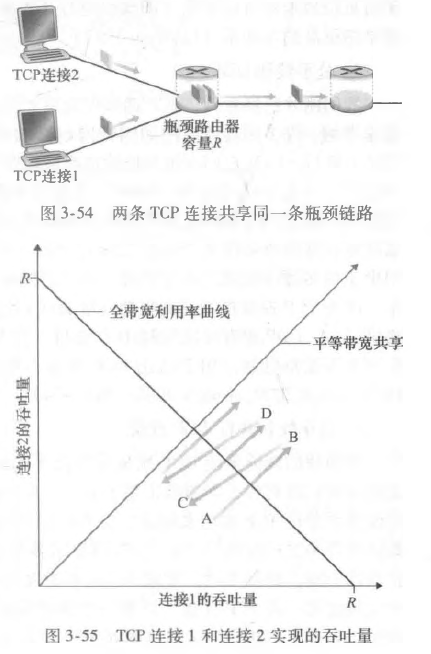 TCP连接2
瓶颈路由器
容量R
TCP连接1
图 3-54 两条 TCP 连接共享同一条瓶颈链路
R
全带宽利用率曲线
平等带宽共享
D
B
C
A
连接2的吞吐量
连接1的吞吐量
R
图 3-55 TCP 连接 1 和连接 2 实现的吞吐量